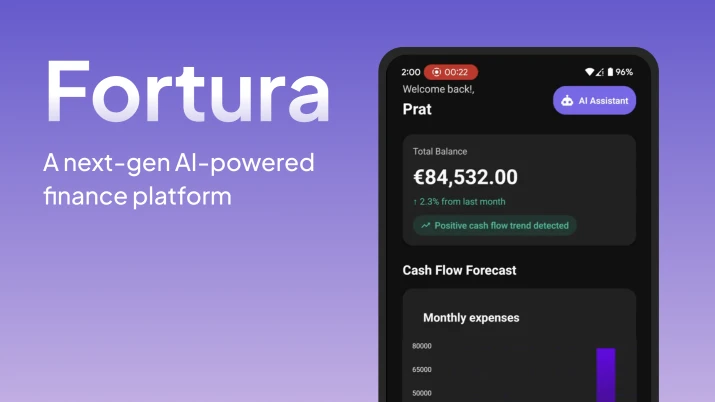 Fortura
A next-gen AI-powered
finance platform
2:00 00:22 96%
Welcome back!,
Prat
AI Assistant
Total Balance
€84,532.00
↑ 2.3% from last month
Positive cash flow trend detected
Cash Flow Forecast
Monthly expenses
80000
65000
50000